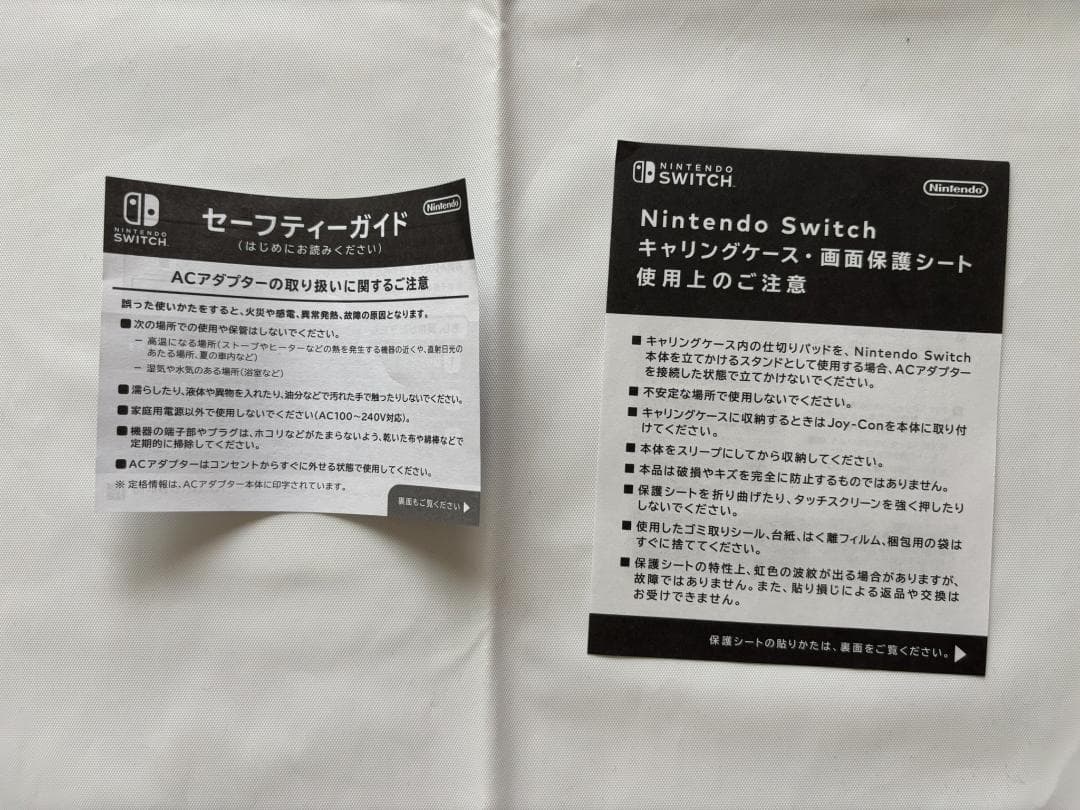 NINTENDO
SWITCH
セーフティーガイド
(はじめにお読みください)
Nintendo
ACアダプターの取り扱いに関するご注意
誤った使いかたをすると、火災や感電、異常発熱、故障の原因となります。
■ 次の場所での使用や保管はしないでください。
− 高温になる場所(ストーブやヒーターなどの熱を発生する機器の近くや、直射日光の
あたる場所、夏の車内など)
− 湿気や水気のある場所(浴室など)
■ 濡らしたり、液体や異物を入れたり、油分などで汚れた手で触ったりしないでください。
■ 家庭用電源以外で使用しないでください(AC100〜240V対応)。
■ 機器の端子部やプラグは、ホコリなどがたまらないよう、乾いた布や綿棒などで
定期的に掃除してください。
■ ACアダプターはコンセントからすぐに外せる状態で使用してください。
※ 定格情報は、ACアダプター本体に印字されています。
裏面もご覧ください ▶
NINTENDO
SWITCH
Nintendo
Nintendo Switch
キャリングケース・画面保護シート
使用上のご注意
■ キャリングケース内の仕切りパッドを、Nintendo Switch
本体を立てかけるスタンドとして使用する場合、ACアダプター
を接続した状態で立てかけないでください。
■ 不安定な場所で使用しないでください。
■ キャリングケースに収納するときはJoy-Conを本体に取り付
けてください。
■ 本体をスリープにしてから収納してください。
■ 本品は破損やキズを完全に防止するものではありません。
■ 保護シートを折り曲げたり、タッチスクリーンを強く押したり
しないでください。
■ 使用したゴミ取りシール、台紙、はく離フィルム、梱包用の袋は
すぐに捨ててください。
■ 保護シートの特性上、虹色の波紋が出る場合がありますが、
故障ではありません。また、貼り損じによる返品や交換は
お受けできません。
保護シートの貼りかたは、裏面をご覧ください。▶